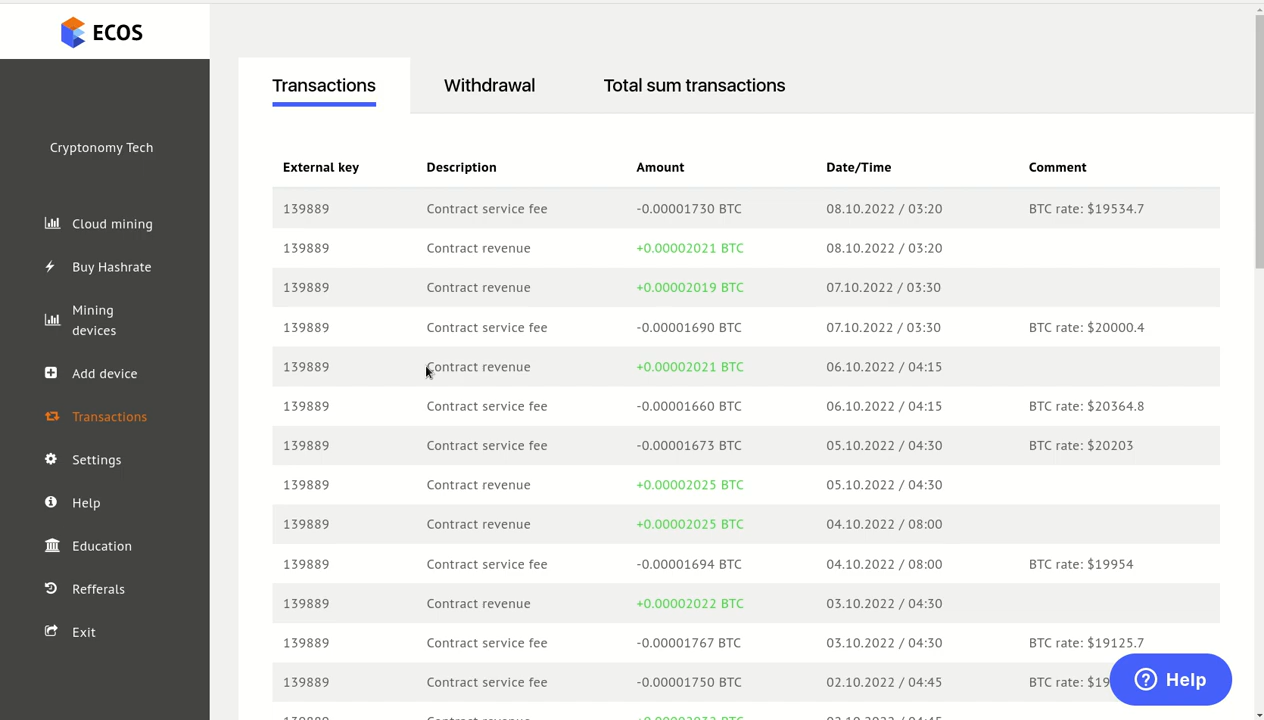 ECOS
Cryptonomy Tech
Cloud mining
Buy Hashrate
Mining
devices
Add device
Transactions
Settings
Help
Education
Refferals
Exit
Transactions Withdrawal Total sum transactions
External key Description Amount Date/Time Comment
139889 Contract service fee -0.00001730 BTC 08.10.2022 / 03:20 BTC rate: $19534.7
139889 Contract revenue +0.00002021 BTC 08.10.2022 / 03:20
139889 Contract revenue +0.00002019 BTC 07.10.2022 / 03:30
139889 Contract service fee -0.00001690 BTC 07.10.2022 / 03:30 BTC rate: $20000.4
139889 Contract revenue +0.00002021 BTC 06.10.2022 / 04:15
139889 Contract service fee -0.00001660 BTC 06.10.2022 / 04:15 BTC rate: $20364.8
139889 Contract service fee -0.00001673 BTC 05.10.2022 / 04:30 BTC rate: $20203
139889 Contract revenue +0.00002025 BTC 05.10.2022 / 04:30
139889 Contract revenue +0.00002025 BTC 04.10.2022 / 08:00
139889 Contract service fee -0.00001694 BTC 04.10.2022 / 08:00 BTC rate: $19954
139889 Contract revenue +0.00002022 BTC 03.10.2022 / 04:30
139889 Contract service fee -0.00001767 BTC 03.10.2022 / 04:30 BTC rate: $19125.7
139889 Contract service fee -0.00001750 BTC 02.10.2022 / 04:45 BTC rate:
Help